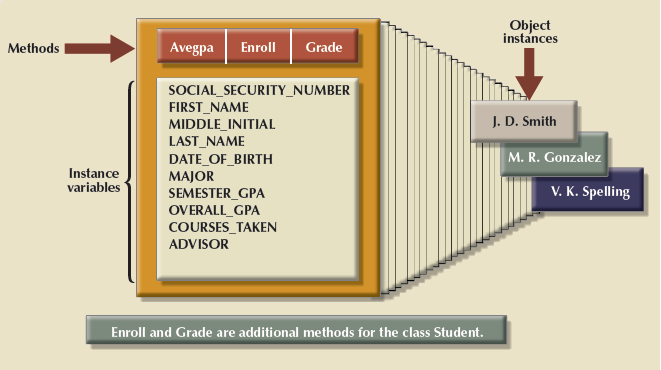 Object
instances
Methods
Avegpa Enroll Grade
SOCIAL_SECURITY_NUMBER
FIRST_NAME
MIDDLE_INITIAL
LAST_NAME
DATE_OF_BIRTH
MAJOR
SEMESTER_GPA
OVERALL_GPA
COURSES_TAKEN
ADVISOR
Instance
variables
J. D. Smith
M. R. Gonzalez
V. K. Spelling
Enroll and Grade are additional methods for the class Student.